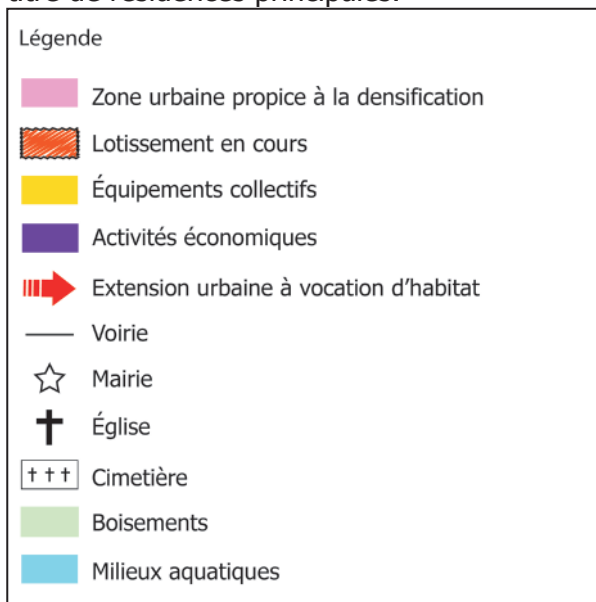 Légende
Zone urbaine propice à la densification
Lotissement en cours
Équipements collectifs
Activités économiques
Extension urbaine à vocation d'habitat
Voirie
Mairie
Église
Cimetière
Boisements
Milieux aquatiques